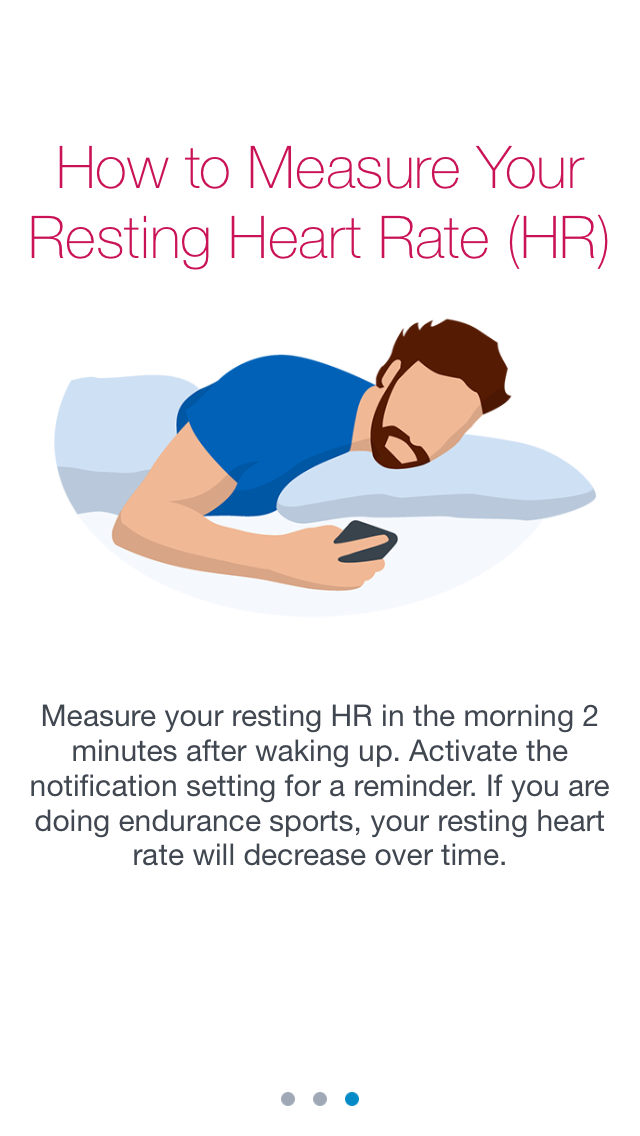 How to Measure Your
Resting Heart Rate (HR)
Measure your resting HR in the morning 2
minutes after waking up. Activate the
notification setting for a reminder. If you are
doing endurance sports, your resting heart
rate will decrease over time.